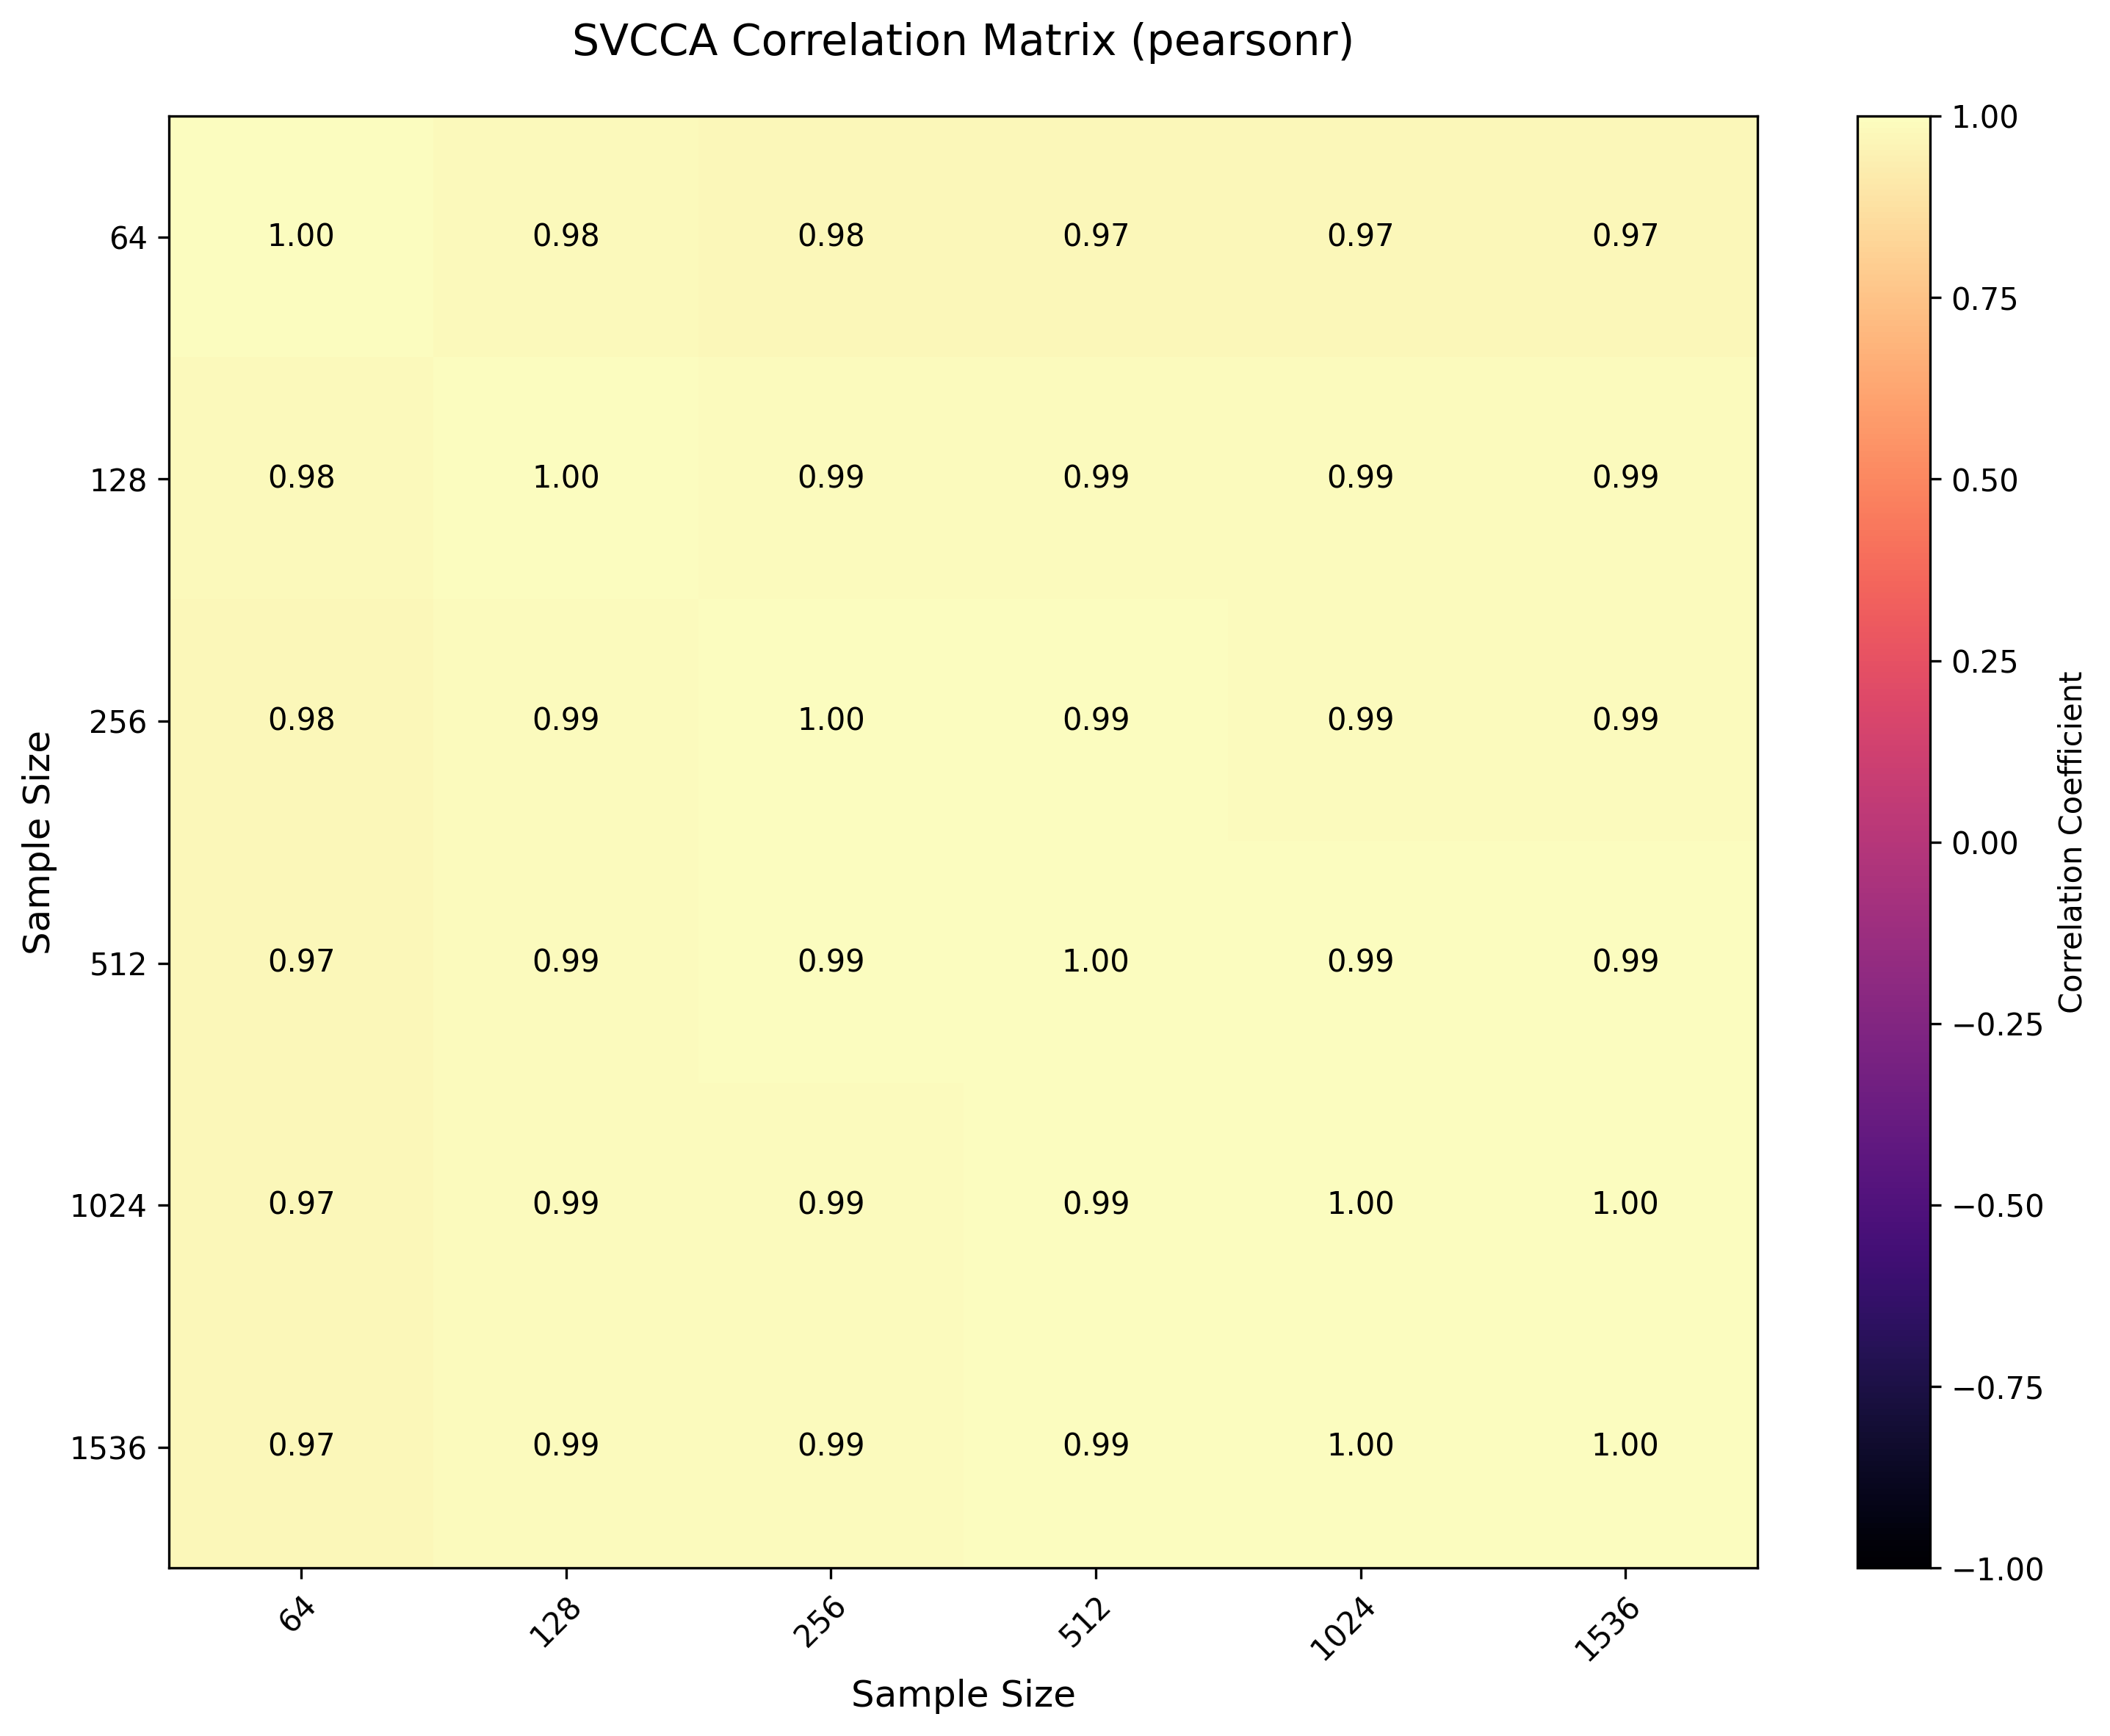 SVCCA Correlation Matrix (pearsonr)
64 1.00 0.98 0.98 0.97 0.97 0.97
128 0.98 1.00 0.99 0.99 0.99 0.99
256 0.98 0.99 1.00 0.99 0.99 0.99
512 0.97 0.99 0.99 1.00 0.99 0.99
1024 0.97 0.99 0.99 0.99 1.00 1.00
1536 0.97 0.99 0.99 0.99 1.00 1.00
64 128 256 512 1024 1536
Sample Size
Sample Size
1.00
0.75
0.50
0.25
0.00
−0.25
−0.50
−0.75
−1.00
Correlation Coefficient